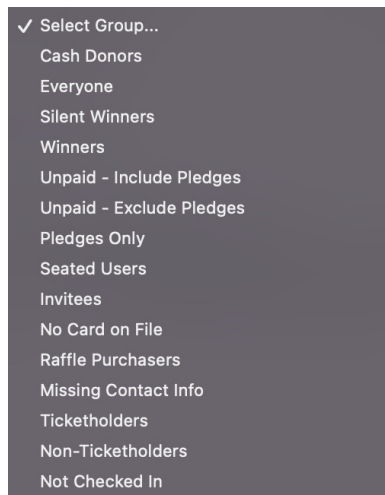 ✓ Select Group...
Cash Donors
Everyone
Silent Winners
Winners
Unpaid - Include Pledges
Unpaid - Exclude Pledges
Pledges Only
Seated Users
Invitees
No Card on File
Raffle Purchasers
Missing Contact Info
Ticketholders
Non-Ticketholders
Not Checked In